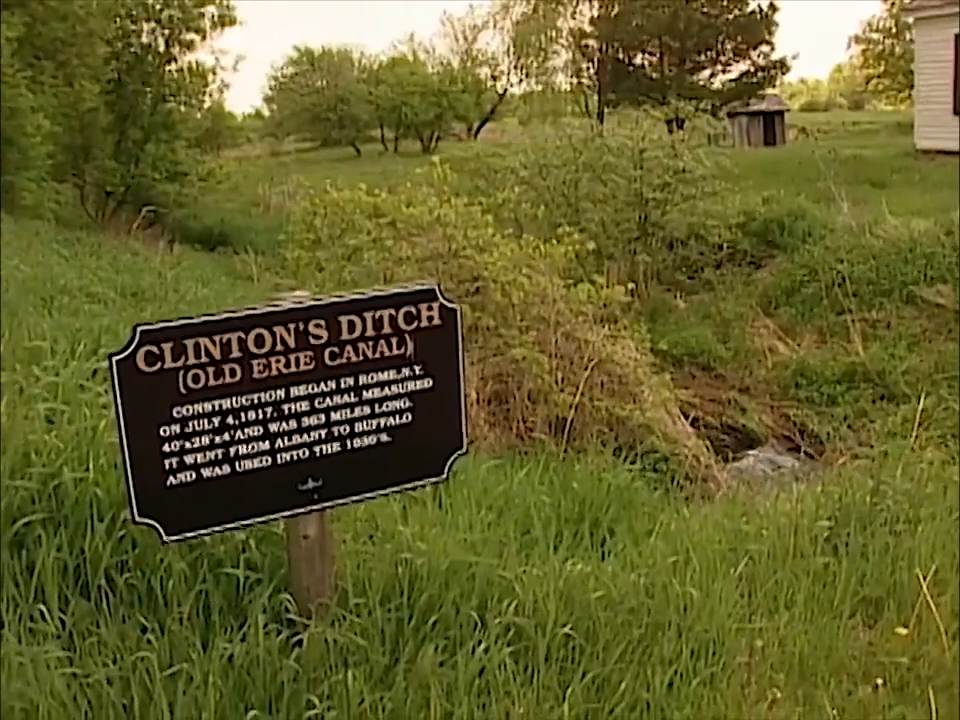 CLINTON'S DITCH
(OLD ERIE CANAL)
CONSTRUCTION BEGAN IN ROME, N.Y.
ON JULY 4, 1817. THE CANAL MEASURED
40'x28'x4' AND WAS 363 MILES LONG.
IT WENT FROM ALBANY TO BUFFALO
AND WAS USED INTO THE 1830'S.